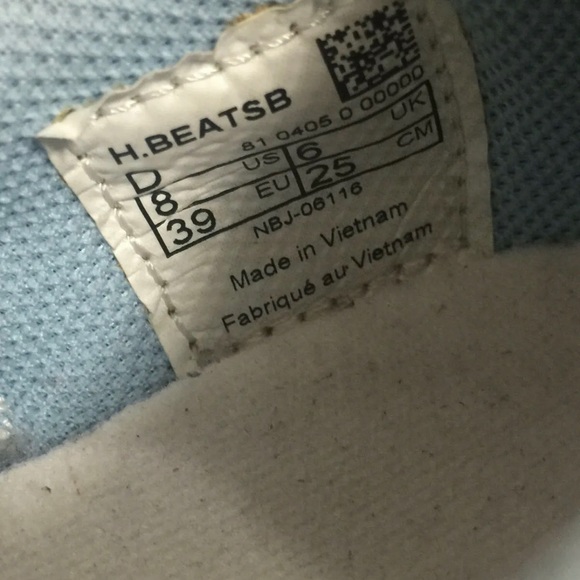 H.BEATSB
81 0405 0 00000
D
8 US 6 UK
39 EU 25 CM
NBJ-06116
Made in Vietnam
Fabriqué au Vietnam